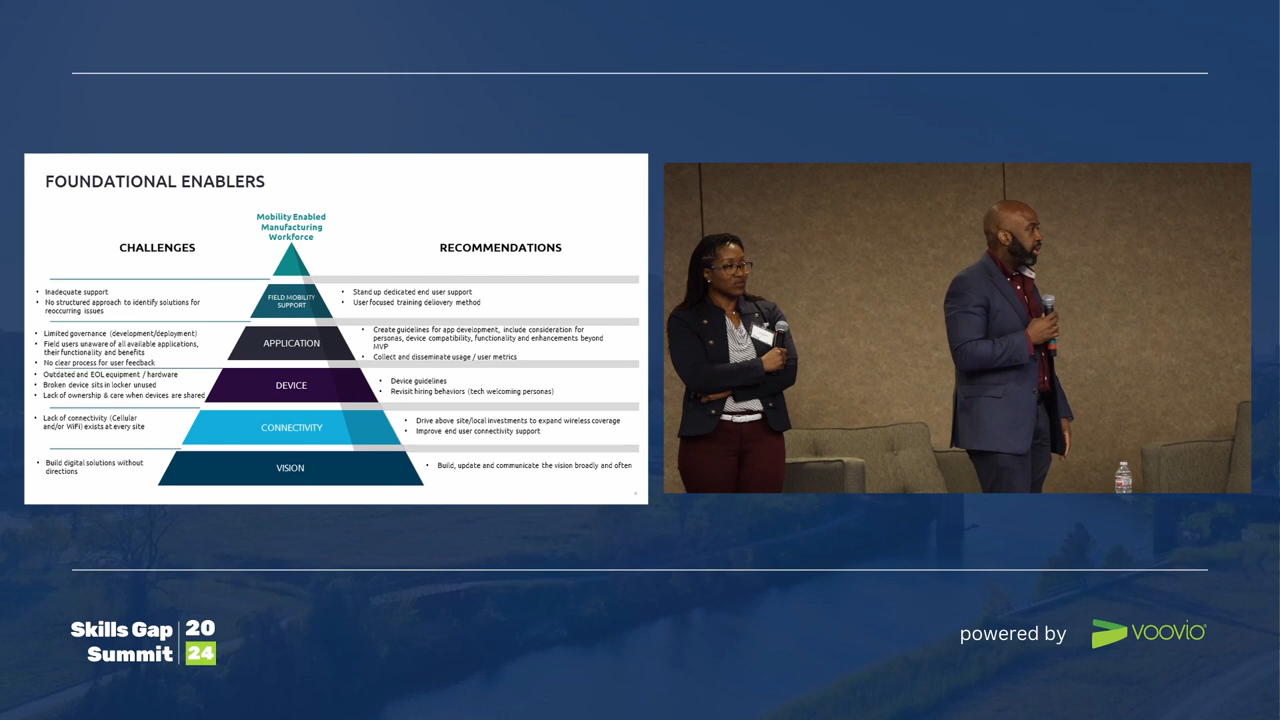 FOUNDATIONAL ENABLERS
Mobility Enabled
Manufacturing
Workforce
CHALLENGES
RECOMMENDATIONS
• Inadequate support
• No structured approach to identify solutions for
reoccurring issues
FIELD MOBILITY
SUPPORT
• Stand up dedicated end user support
• User focused training delivery method
• Limited governance (development/deployment)
• Field users unaware of all available applications,
their functionality and benefits
• No clear process for user feedback
APPLICATION
• Create guidelines for app development, include consideration for
personas, device compatibility, functionality and enhancements beyond
MVP
• Collect and disseminate usage / user metrics
• Outdated and EOL equipment / hardware
• Broken device sits in locker unused
• Lack of ownership & care when devices are shared
DEVICE
• Device guidelines
• Revisit hiring behaviors (tech welcoming personas)
• Lack of connectivity (Cellular
and/or WiFi) exists at every site
CONNECTIVITY
• Drive above site/local investments to expand wireless coverage
• Improve end user connectivity support
• Build digital solutions without
directions
VISION
• Build, update and communicate the vision broadly and often
Skills Gap
Summit
20
24
powered by
VOOVIO